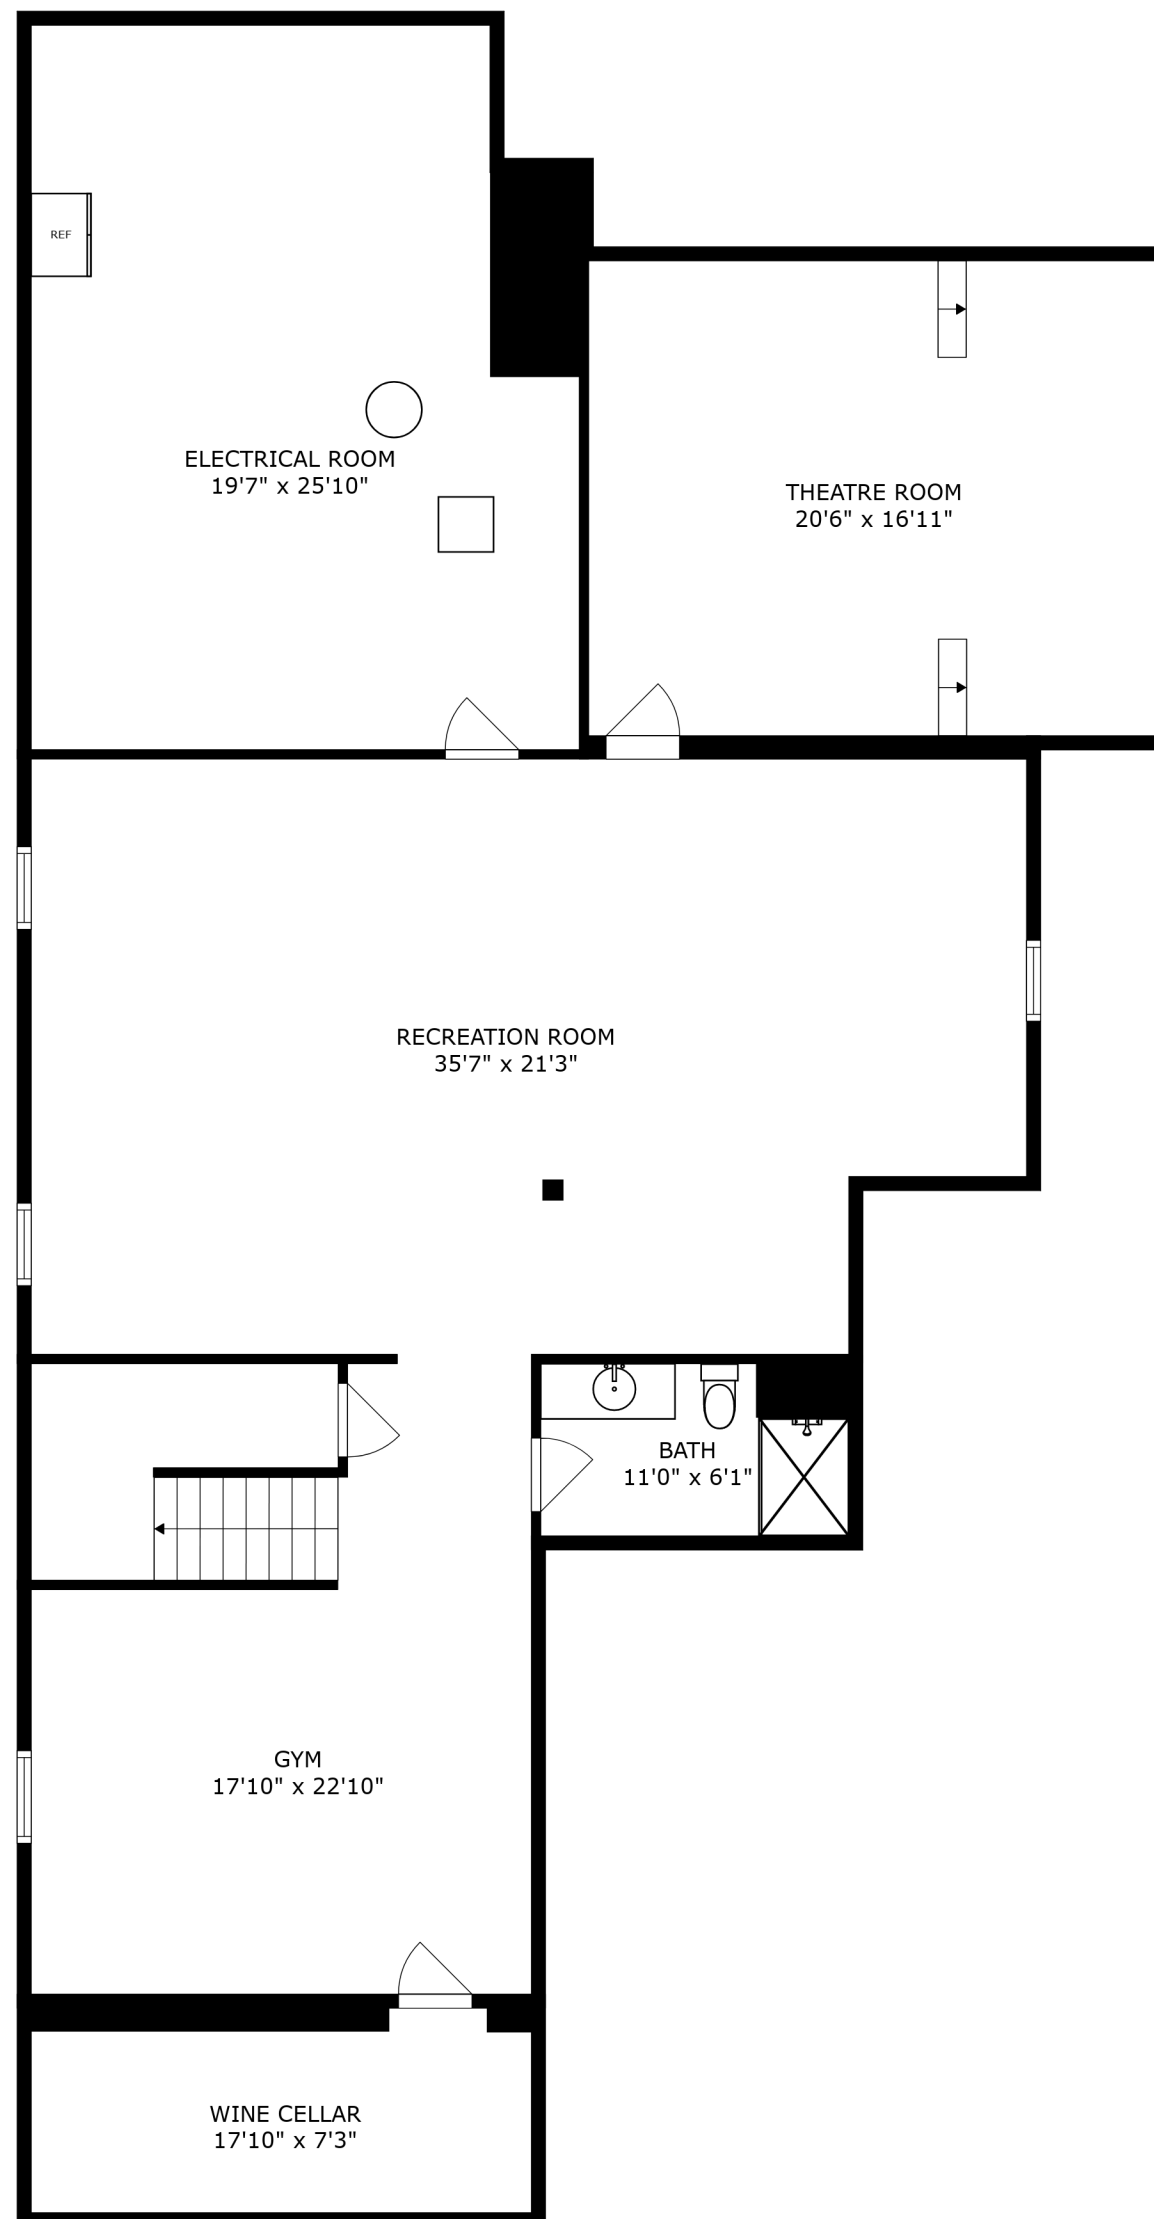 REF
ELECTRICAL ROOM
19'7" x 25'10"
THEATRE ROOM
20'6" x 16'11"
RECREATION ROOM
35'7" x 21'3"
BATH
11'0" x 6'1"
GYM
17'10" x 22'10"
WINE CELLAR
17'10" x 7'3"